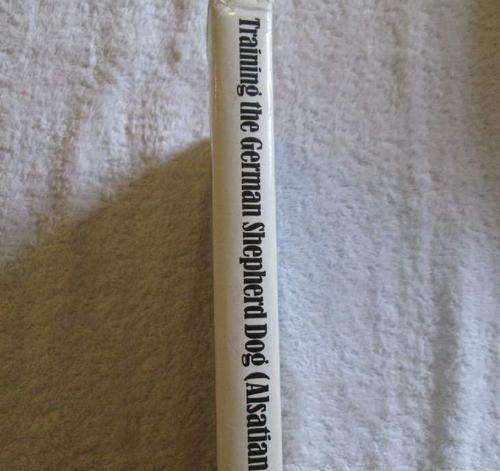 Training the German Shepherd Dog (Alsatian